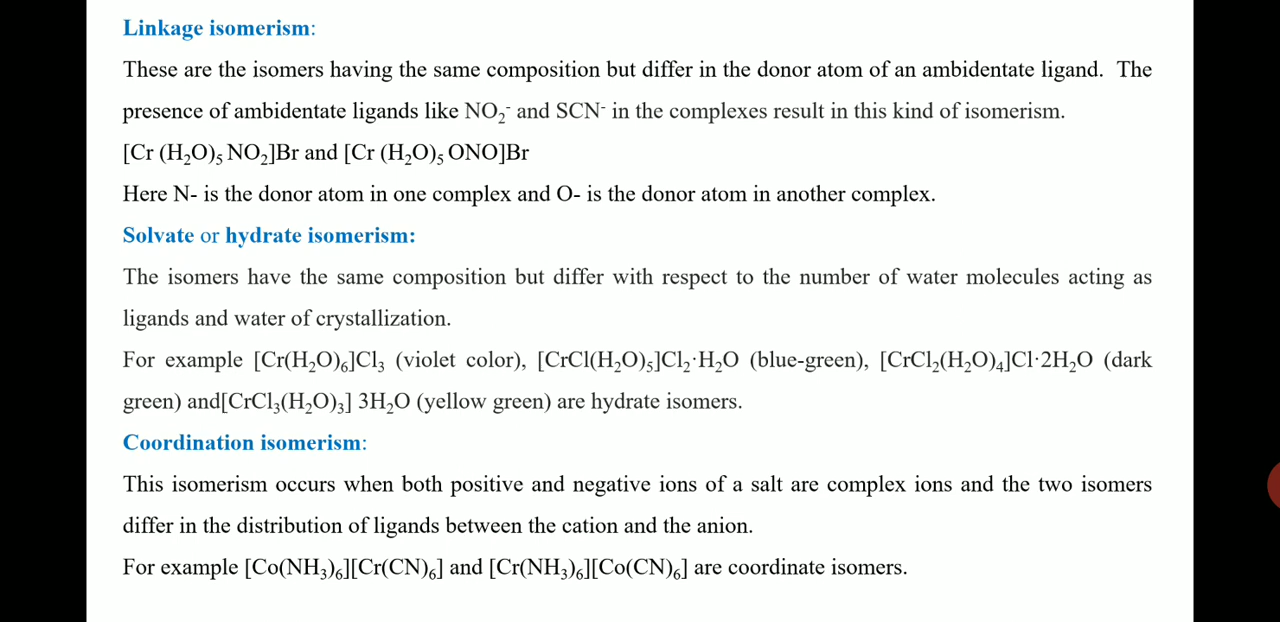 Linkage isomerism:
These are the isomers having the same composition but differ in the donor atom of an ambidentate ligand. The
presence of ambidentate ligands like NO₂⁻ and SCN⁻ in the complexes result in this kind of isomerism.
[Cr (H₂O)₅ NO₂]Br and [Cr (H₂O)₅ ONO]Br
Here N- is the donor atom in one complex and O- is the donor atom in another complex.
Solvate or hydrate isomerism:
The isomers have the same composition but differ with respect to the number of water molecules acting as
ligands and water of crystallization.
For example [Cr(H₂O)₆]Cl₃ (violet color), [CrCl(H₂O)₅]Cl₂·H₂O (blue-green), [CrCl₂(H₂O)₄]Cl·2H₂O (dark
green) and[CrCl₃(H₂O)₃] 3H₂O (yellow green) are hydrate isomers.
Coordination isomerism:
This isomerism occurs when both positive and negative ions of a salt are complex ions and the two isomers
differ in the distribution of ligands between the cation and the anion.
For example [Co(NH₃)₆][Cr(CN)₆] and [Cr(NH₃)₆][Co(CN)₆] are coordinate isomers.